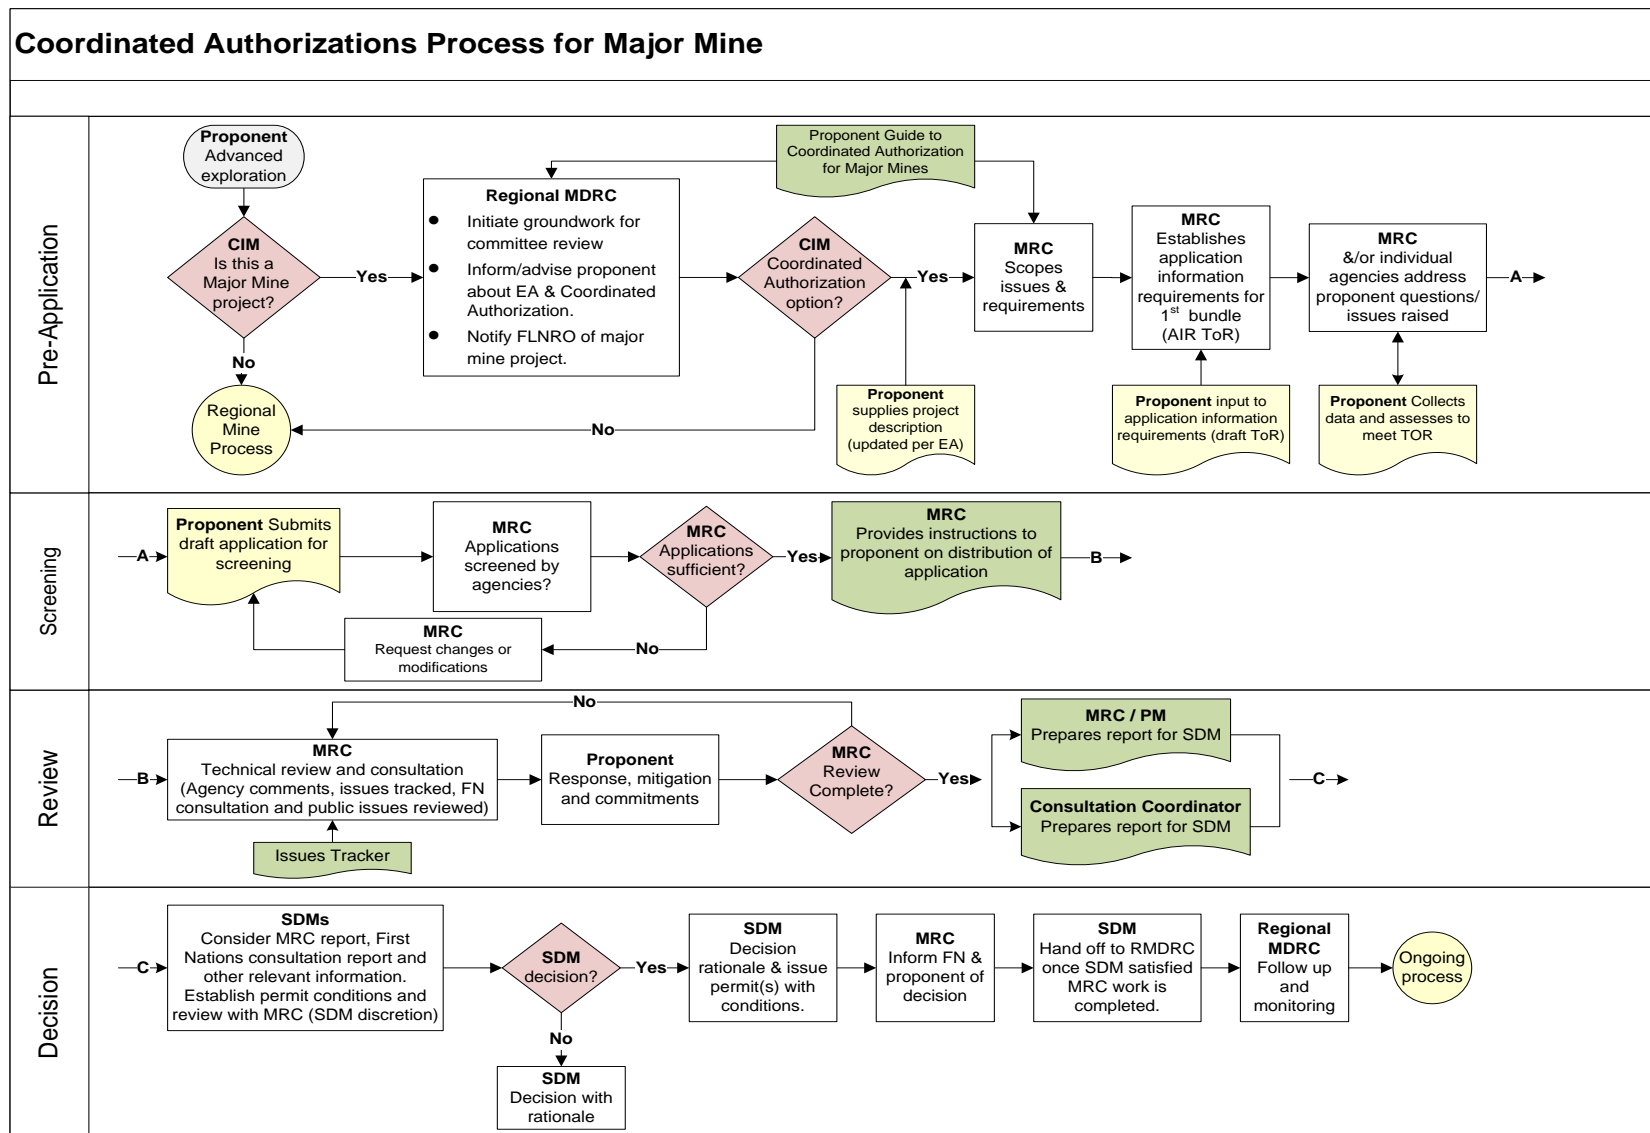 Coordinated Authorizations Process for Major Mine
Pre-Application
Proponent
Advanced
exploration
CIM
Is this a
Major Mine
project?
Yes
No
Regional
Mine
Process
Regional MDRC
● Initiate groundwork for
committee review
● Inform/advise proponent
about EA & Coordinated
Authorization.
● Notify FLNRO of major
mine project.
Proponent Guide to
Coordinated Authorization
for Major Mines
CIM
Coordinated
Authorization
option?
Yes
No
Proponent
supplies project
description
(updated per EA)
MRC
Scopes
issues &
requirements
MRC
Establishes
application
information
requirements for
1st bundle
(AIR ToR)
Proponent input to
application information
requirements (draft ToR)
MRC
&/or individual
agencies address
proponent questions/
issues raised
Proponent Collects
data and assesses to
meet TOR
A
Screening
A
Proponent Submits
draft application for
screening
MRC
Applications
screened by
agencies?
MRC
Applications
sufficient?
Yes
No
MRC
Request changes or
modifications
MRC
Provides instructions to
proponent on distribution of
application
B
Review
B
No
MRC
Technical review and consultation
(Agency comments, issues tracked, FN
consultation and public issues reviewed)
Issues Tracker
Proponent
Response, mitigation
and commitments
MRC
Review
Complete?
Yes
MRC / PM
Prepares report for SDM
Consultation Coordinator
Prepares report for SDM
C
Decision
C
SDMs
Consider MRC report, First
Nations consultation report and
other relevant information.
Establish permit conditions and
review with MRC (SDM discretion)
SDM
decision?
Yes
No
SDM
Decision with
rationale
SDM
Decision
rationale & issue
permit(s) with
conditions.
MRC
Inform FN &
proponent of
decision
SDM
Hand off to RMDRC
once SDM satisfied
MRC work is
completed.
Regional
MDRC
Follow up
and
monitoring
Ongoing
process